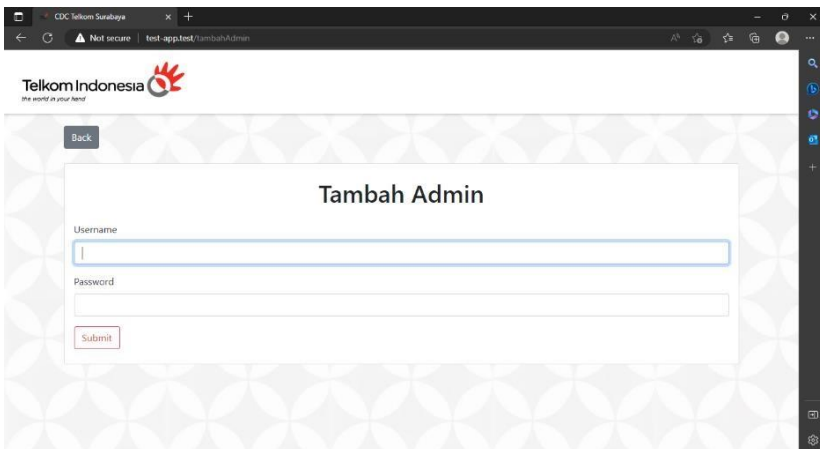 CDC Telkom Surabaya
Not secure test-app.test/tambahAdmin
Telkom Indonesia
the world in your hand
Back
Tambah Admin
Username
Password
Submit